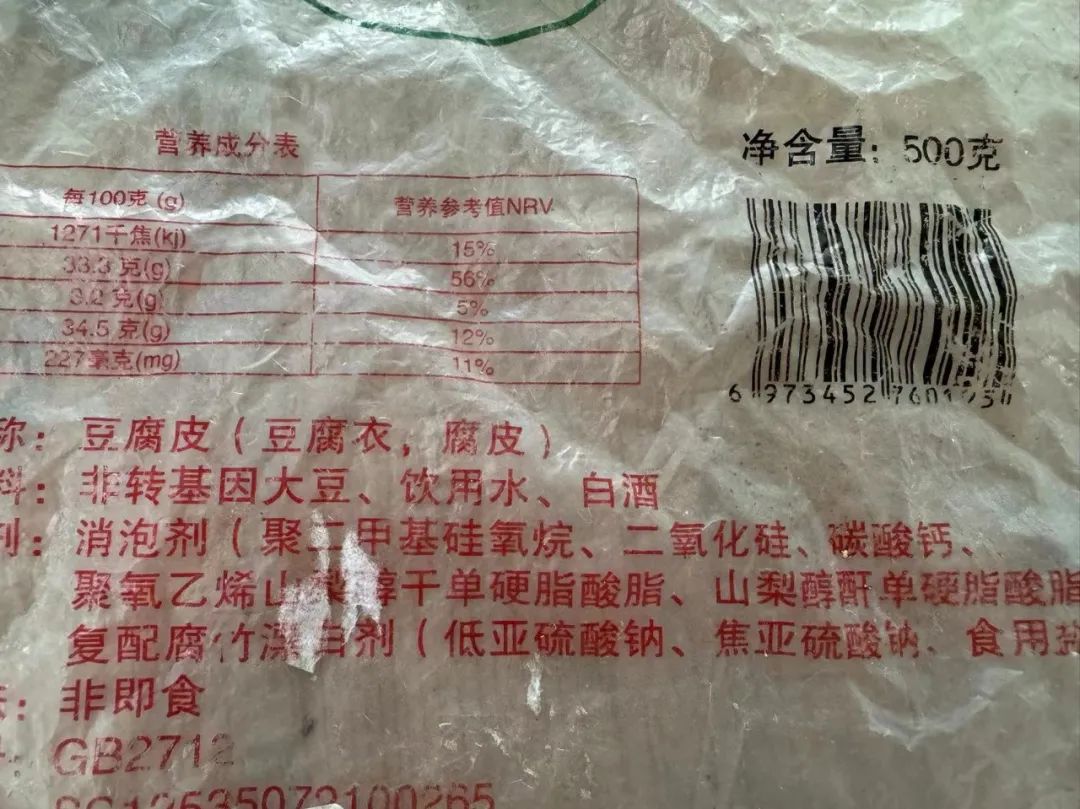 营养成分表
净含量：500克
每100克 (g) 营养参考值NRV
1271千焦(kj) 15%
33.3 克(g) 56%
3.2 克(g) 5%
34.5 克(g) 12%
227毫克(mg) 11%
6 973452
称：豆腐皮（豆腐衣，腐皮）
料：非转基因大豆、饮用水、白酒
剂：消泡剂（聚二甲基硅氧烷、二氧化硅、碳酸钙、
聚氧乙烯山梨醇干单硬脂酸脂、山梨醇酐单硬脂酸脂
复配腐竹漂白剂（低亚硫酸钠、焦亚硫酸钠、食用
：非即食
GB2712
SC12635079100265